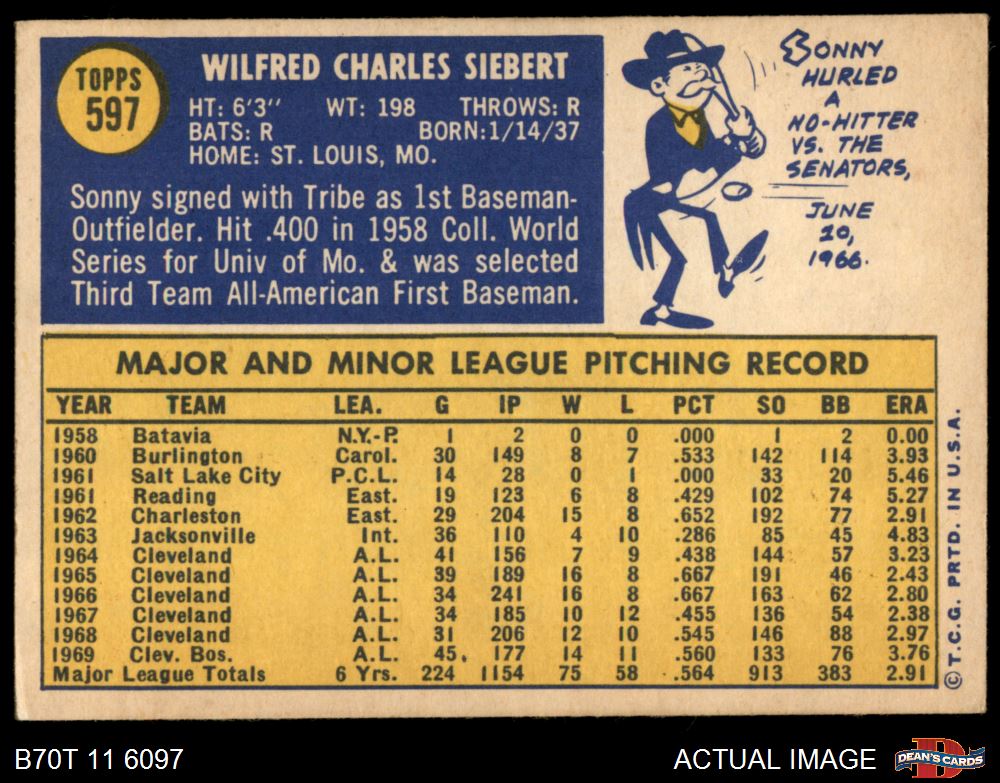 TOPPS
597
WILFRED CHARLES SIEBERT
HT: 6'3" WT: 198 THROWS: R
BATS: R BORN: 1/14/37
HOME: ST. LOUIS, MO.
Sonny signed with Tribe as 1st Baseman-
Outfielder. Hit .400 in 1958 Coll. World
Series for Univ of Mo. & was selected
Third Team All-American First Baseman.
SONNY
HURLED
A
NO-HITTER
VS. THE
SENATORS,
JUNE
10,
1966.
MAJOR AND MINOR LEAGUE PITCHING RECORD
YEAR TEAM LEA. G IP W L PCT SO BB ERA
1958 Batavia N.Y.-P. 1 2 0 0 .000 1 2 0.00
1960 Burlington Carol. 30 149 8 7 .533 142 114 3.93
1961 Salt Lake City P.C.L. 14 28 0 1 .000 33 20 5.46
1961 Reading East. 19 123 6 8 .429 102 74 5.27
1962 Charleston East. 29 204 15 8 .652 192 77 2.91
1963 Jacksonville Int. 36 110 4 10 .286 85 45 4.83
1964 Cleveland A.L. 41 156 7 9 .438 144 57 3.23
1965 Cleveland A.L. 39 189 16 8 .667 191 46 2.43
1966 Cleveland A.L. 34 241 16 8 .667 163 62 2.80
1967 Cleveland A.L. 34 185 10 12 .455 136 54 2.38
1968 Cleveland A.L. 31 206 12 10 .545 146 88 2.97
1969 Clev. Bos. A.L. 45 177 14 11 .560 133 76 3.76
Major League Totals 6 Yrs. 224 1154 75 58 .564 913 383 2.91
© T.C.G. PRTD. IN U.S.A.
B70T 11 6097
ACTUAL IMAGE
DEAN'S CARDS